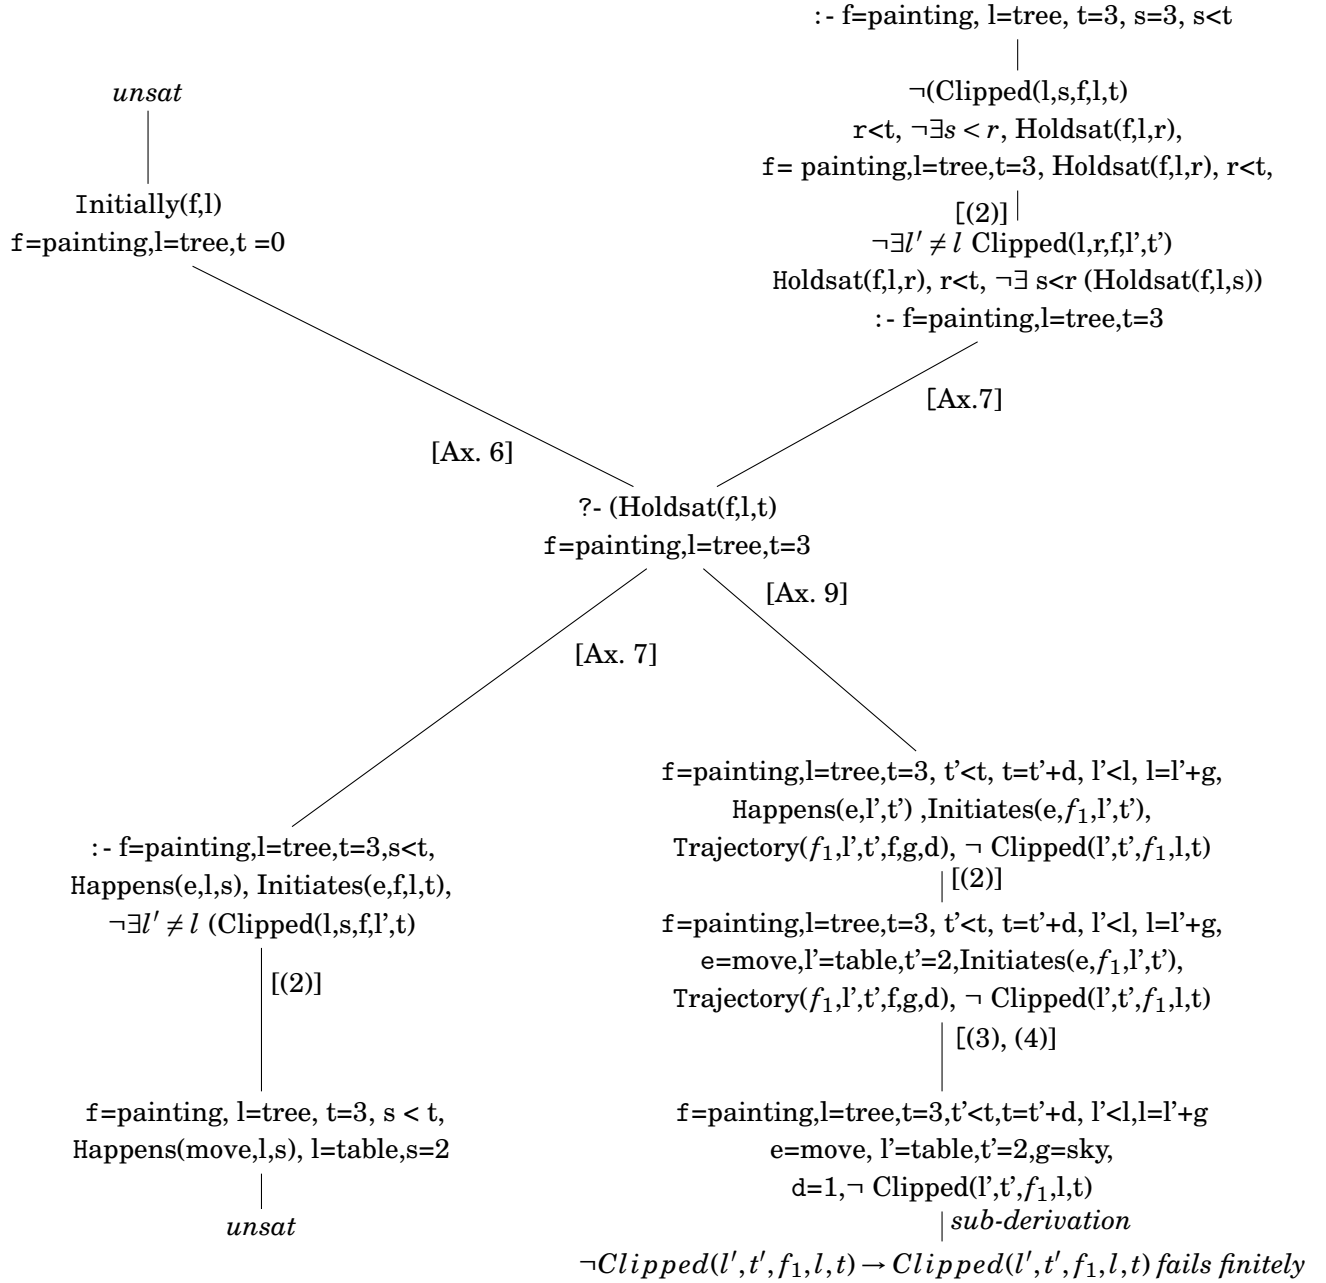 :- f=painting, l=tree, t=3, s=3, s<t
¬(Clipped(l,s,f,l,t)
r<t, ¬∃s < r, Holdsat(f,l,r),
f= painting,l=tree,t=3, Holdsat(f,l,r), r<t,
[(2)]
¬∃l′ ≠ l Clipped(l,r,f,l',t')
Holdsat(f,l,r), r<t, ¬∃ s<r (Holdsat(f,l,s))
:- f=painting,l=tree,t=3
[Ax.7]
unsat
Initially(f,l)
f=painting,l=tree,t =0
[Ax. 6]
?- (Holdsat(f,l,t)
f=painting,l=tree,t=3
[Ax. 9]
[Ax. 7]
:- f=painting,l=tree,t=3,s<t,
Happens(e,l,s), Initiates(e,f,l,t),
¬∃l′ ≠ l (Clipped(l,s,f,l',t)
[(2)]
f=painting, l=tree, t=3, s < t,
Happens(move,l,s), l=table,s=2
unsat
f=painting,l=tree,t=3, t'<t, t=t'+d, l'<l, l=l'+g,
Happens(e,l',t') ,Initiates(e,f₁,l',t'),
Trajectory(f₁,l',t',f,g,d), ¬ Clipped(l',t',f₁,l,t)
[(2)]
f=painting,l=tree,t=3, t'<t, t=t'+d, l'<l, l=l'+g,
e=move,l'=table,t'=2,Initiates(e,f₁,l',t'),
Trajectory(f₁,l',t',f,g,d), ¬ Clipped(l',t',f₁,l,t)
[(3), (4)]
f=painting,l=tree,t=3,t'<t,t=t'+d, l'<l,l=l'+g
e=move, l'=table,t'=2,g=sky,
d=1,¬ Clipped(l',t',f₁,l,t)
sub-derivation
¬Clipped(l′,t′,f₁,l,t) → Clipped(l′,t′,f₁,l,t) fails finitely